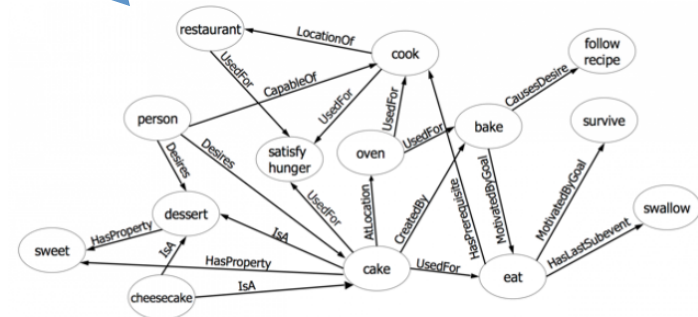 restaurant
LocationOf
cook
follow
recipe
UsedFor
CapableOf
UsedFor
UsedFor
CausesDesire
person
satisfy
hunger
oven
UsedFor
bake
survive
Desires
Desires
UsedFor
AtLocation
CreatedBy
HasPrerequisite
MotivatedByGoal
MotivatedByGoal
dessert
swallow
HasProperty
IsA
HasLastSubevent
sweet
IsA
HasProperty
cake
UsedFor
eat
cheesecake
IsA